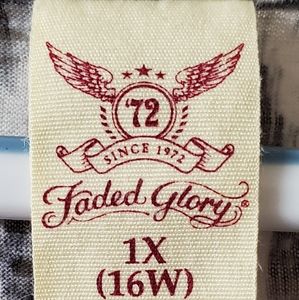 '72
SINCE 1972
Faded Glory®
1X
(16W)